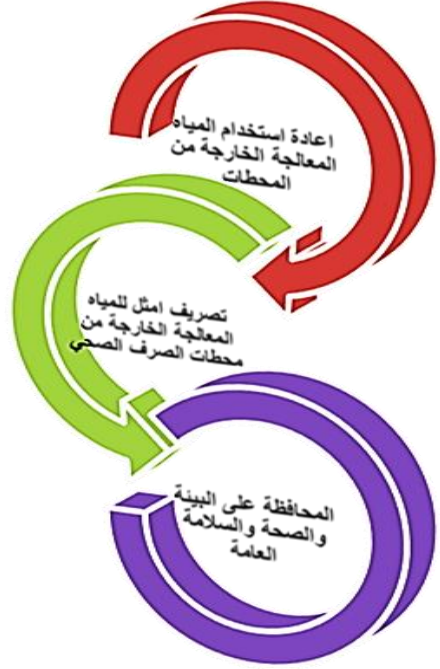 اعادة استخدام المياه
المعالجة الخارجة من
المحطات
تصريف امثل للمياه
المعالجة الخارجة من
محطات الصرف الصحي
المحافظة على البيئة
والصحة والسلامة
العامة